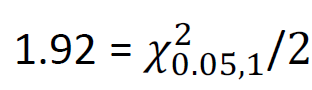 1.92 = 𝜒²₀.₀₅,₁/2